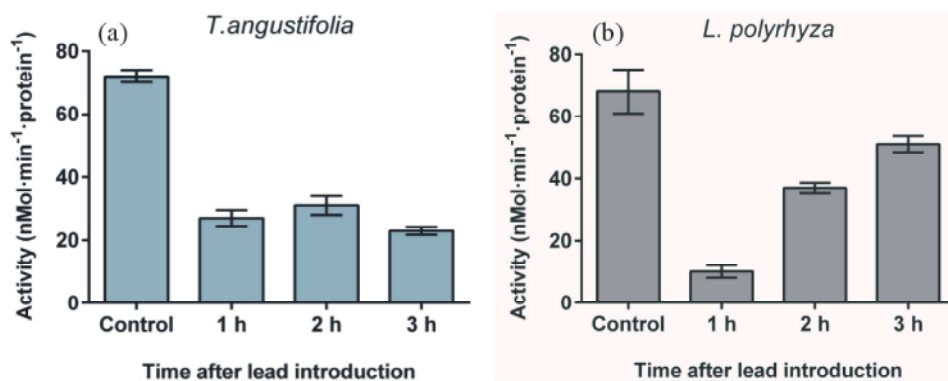 (a)
T.angustifolia
Activity (nMol·min⁻¹·protein⁻¹)
80
60
40
20
0
Control 1 h 2 h 3 h
Time after lead introduction
(b)
L. polyrhyza
Activity (nMol·min⁻¹·protein⁻¹)
80
60
40
20
0
Control 1 h 2 h 3 h
Time after lead introduction